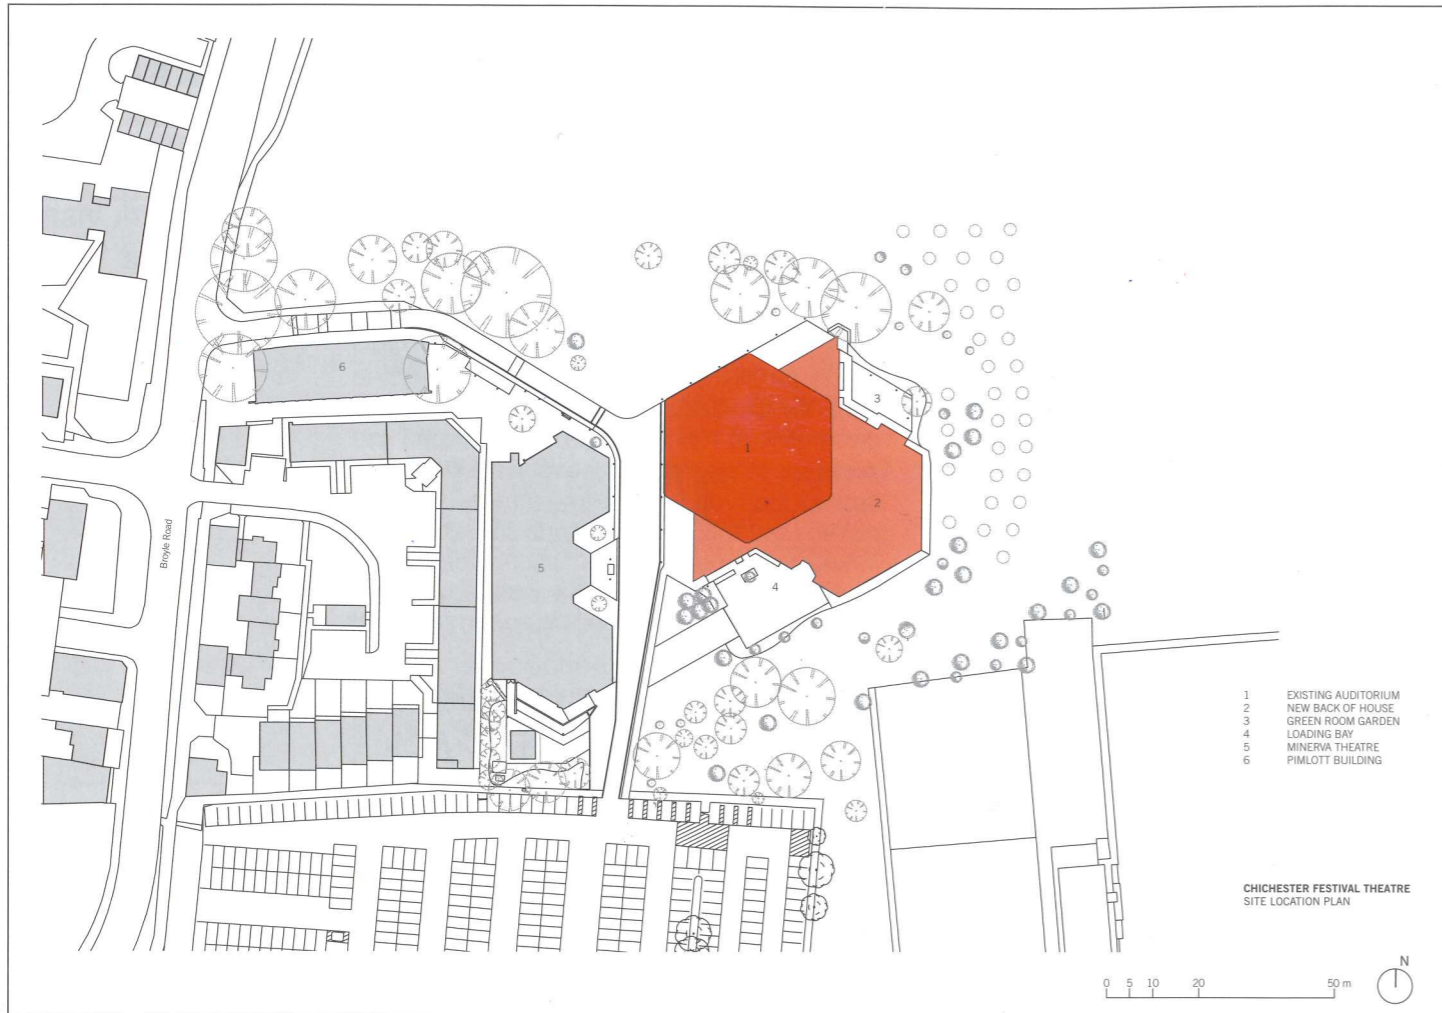 6
3
1
2
Broyle Road
5
4
1 EXISTING AUDITORIUM
2 NEW BACK OF HOUSE
3 GREEN ROOM GARDEN
4 LOADING BAY
5 MINERVA THEATRE
6 PIMLOTT BUILDING
CHICHESTER FESTIVAL THEATRE
SITE LOCATION PLAN
N
0 5 10 20 50 m